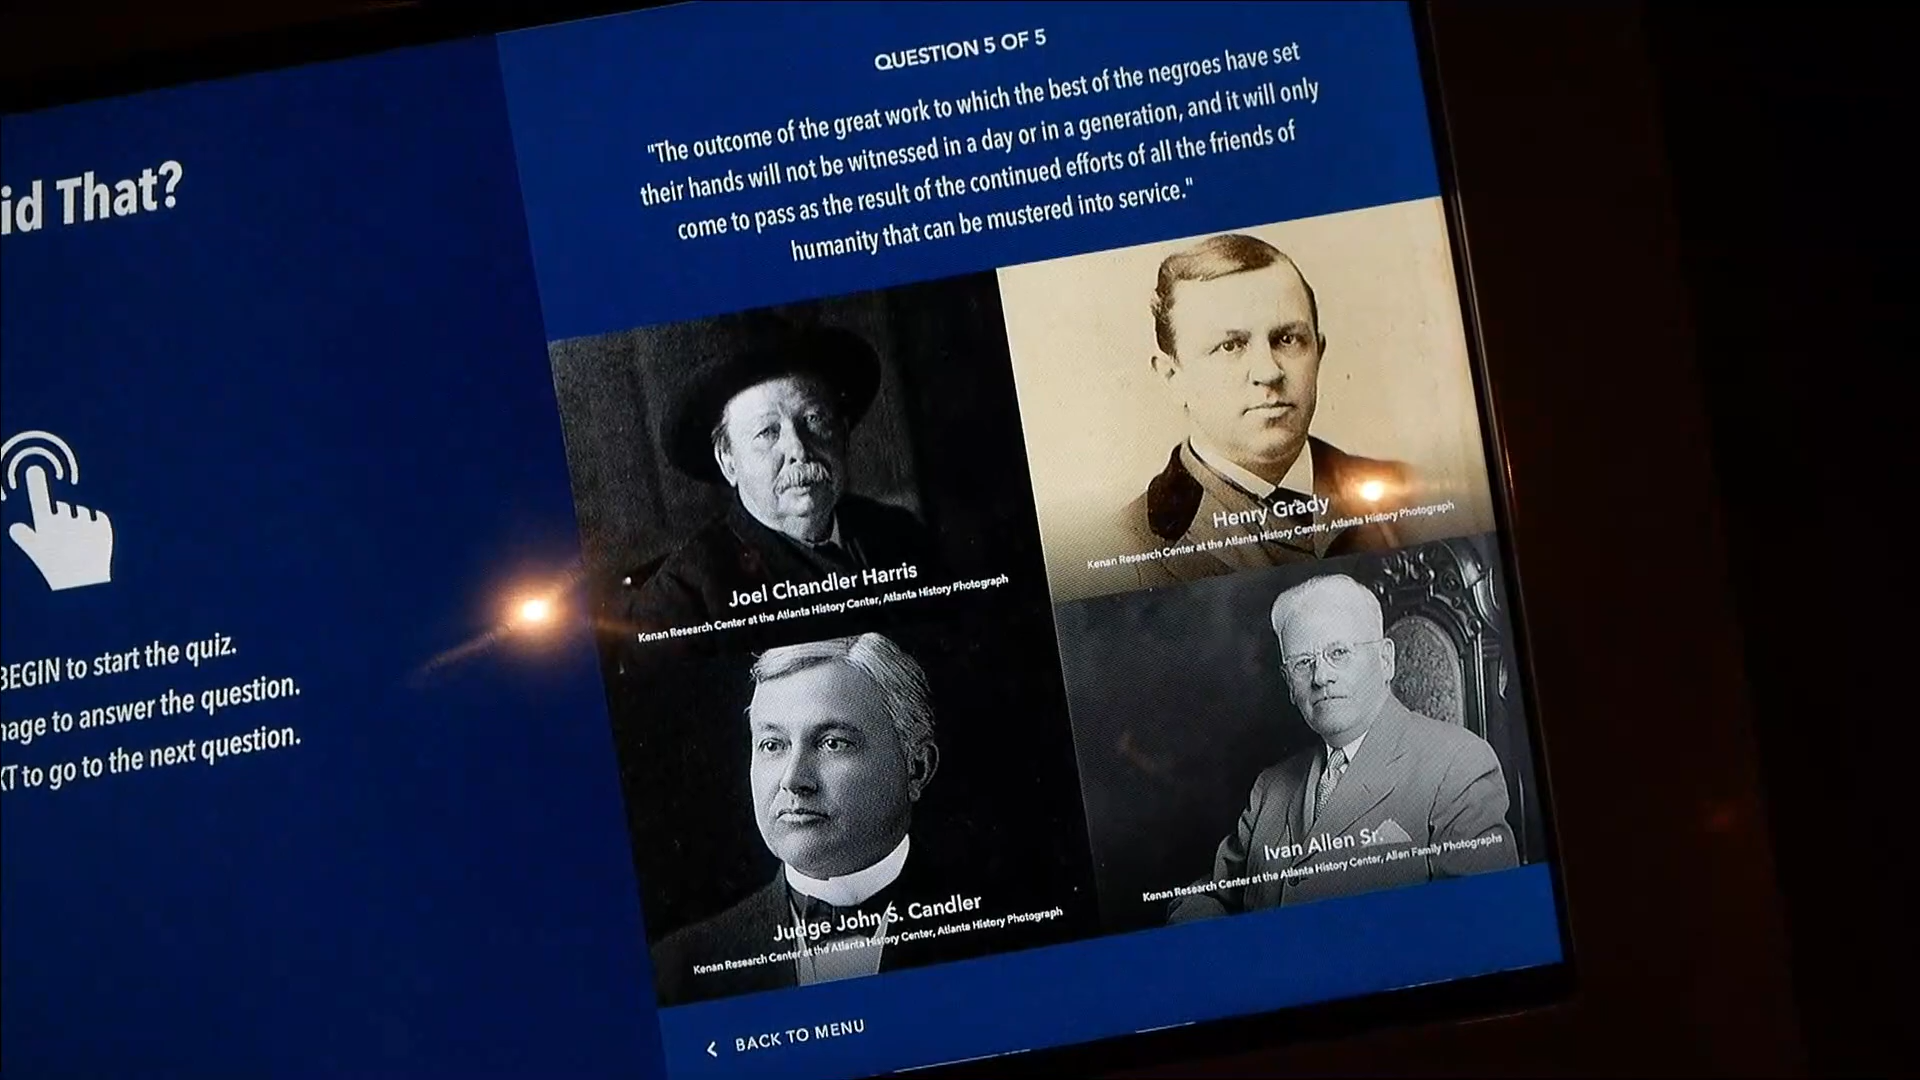 id That?
BEGIN to start the quiz.
nage to answer the question.
XT to go to the next question.
QUESTION 5 OF 5
"The outcome of the great work to which the best of the negroes have set
their hands will not be witnessed in a day or in a generation, and it will only
come to pass as the result of the continued efforts of all the friends of
humanity that can be mustered into service."
Joel Chandler Harris
Kenan Research Center at the Atlanta History Center, Atlanta History Photograph
Henry Grady
Kenan Research Center at the Atlanta History Center, Atlanta History Photograph
Judge John S. Candler
Kenan Research Center at the Atlanta History Center, Atlanta History Photograph
Ivan Allen Sr.
Kenan Research Center at the Atlanta History Center, Allen Family Photographs
BACK TO MENU